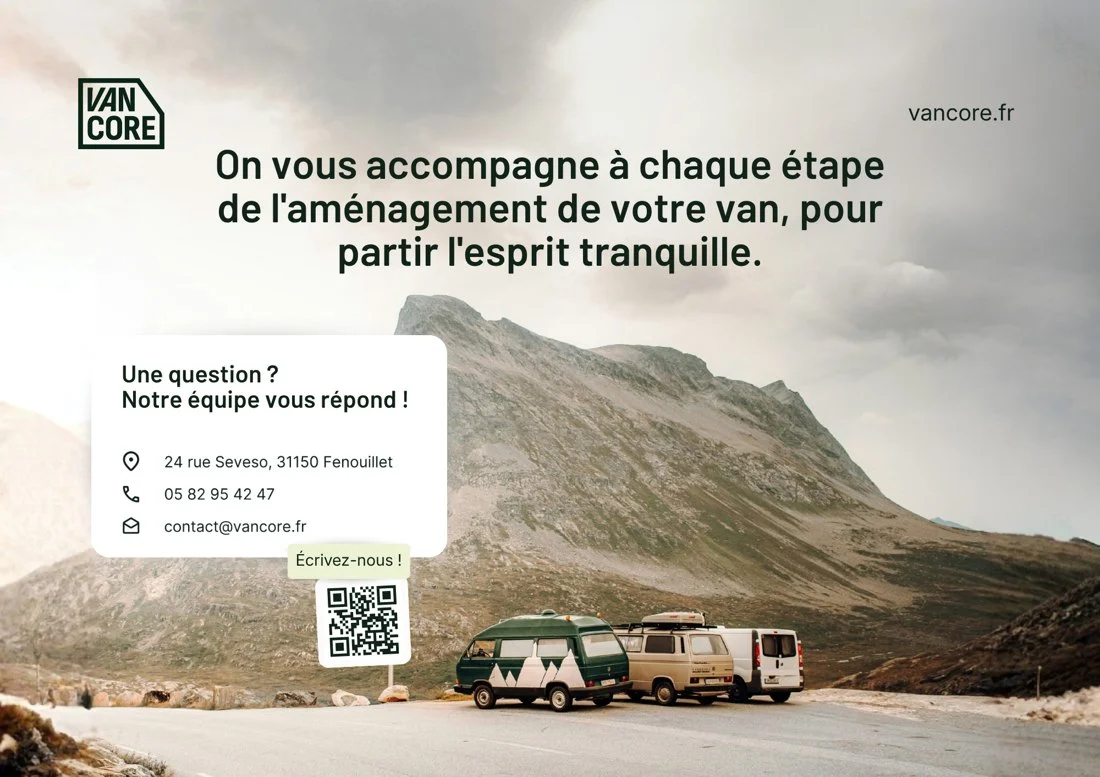 VAN
CORE
vancore.fr
On vous accompagne à chaque étape
de l'aménagement de votre van, pour
partir l'esprit tranquille.
Une question ?
Notre équipe vous répond !
24 rue Seveso, 31150 Fenouillet
05 82 95 42 47
contact@vancore.fr
Écrivez-nous !